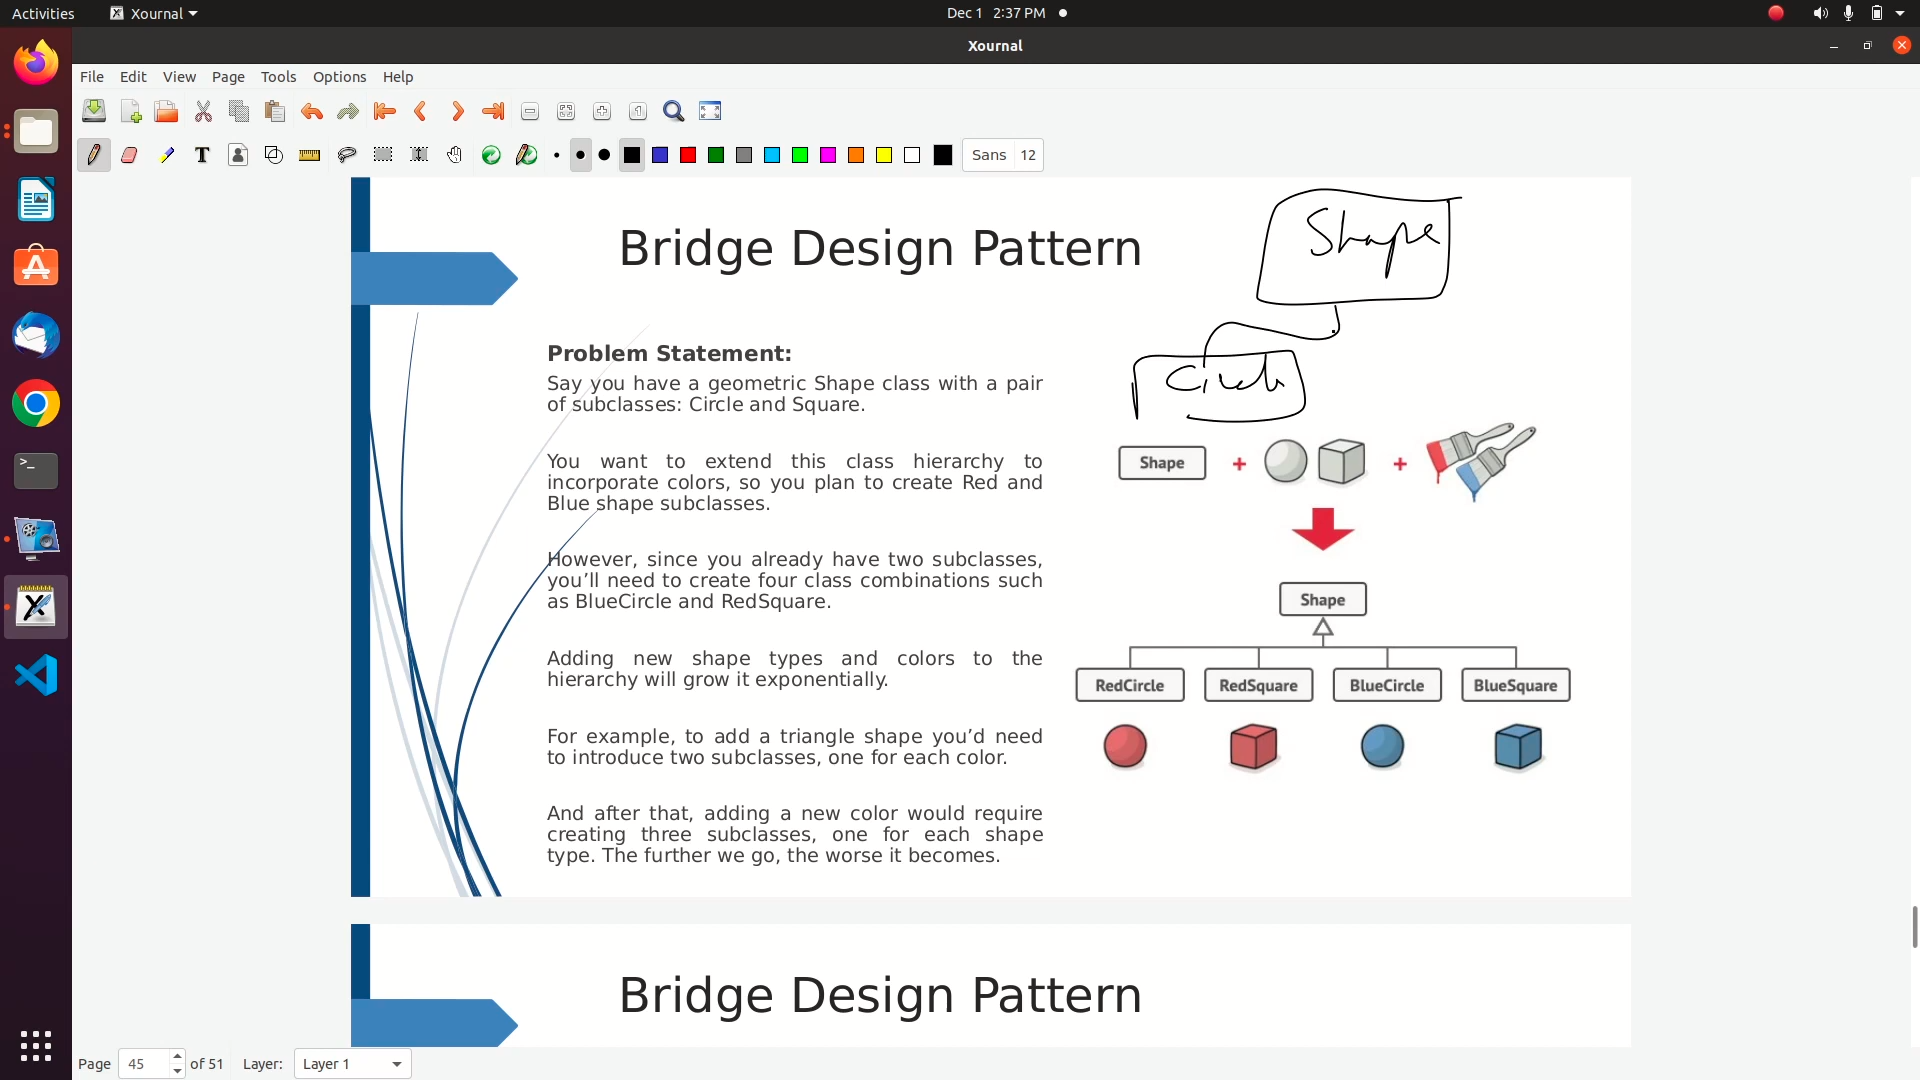 Activities
Xournal
Dec 1 2:37 PM
Xournal
File Edit View Page Tools Options Help
Sans 12
Bridge Design Pattern
Shape
Problem Statement:
Say you have a geometric Shape class with a pair
of subclasses: Circle and Square.
Circle
You want to extend this class hierarchy to
incorporate colors, so you plan to create Red and
Blue shape subclasses.
Shape + +
However, since you already have two subclasses,
you’ll need to create four class combinations such
as BlueCircle and RedSquare.
Shape
Adding new shape types and colors to the
hierarchy will grow it exponentially.
RedCircle RedSquare BlueCircle BlueSquare
For example, to add a triangle shape you’d need
to introduce two subclasses, one for each color.
And after that, adding a new color would require
creating three subclasses, one for each shape
type. The further we go, the worse it becomes.
Bridge Design Pattern
Page 45 of 51 Layer: Layer 1